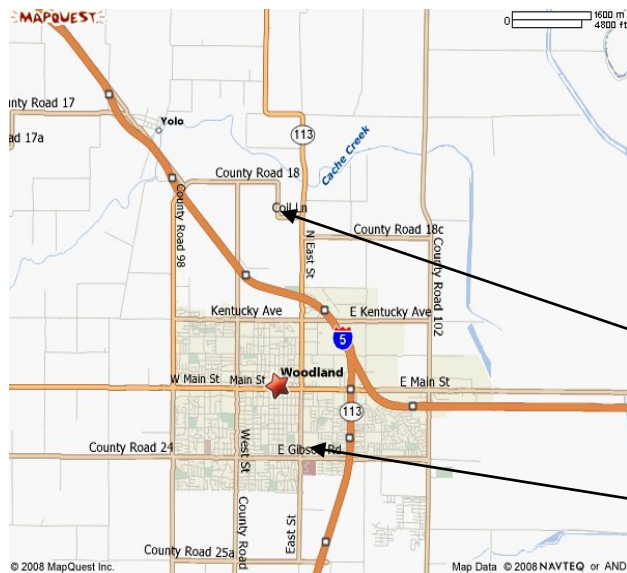 MAPQUEST
0 1600 m
4800 ft
County Road 17
Yolo
113
ad 17a
Cache Creek
County Road 18
County Road 98
Coil Ln
N East St
County Road 18c
County Road 102
Kentucky Ave
E Kentucky Ave
5
Woodland
W Main St
Main St
E Main St
113
West St
County Road 24
E Gibson Rd
County Road
East St
County Road 25a
© 2008 MapQuest Inc.
Map Data © 2008 NAVTEQ or AND